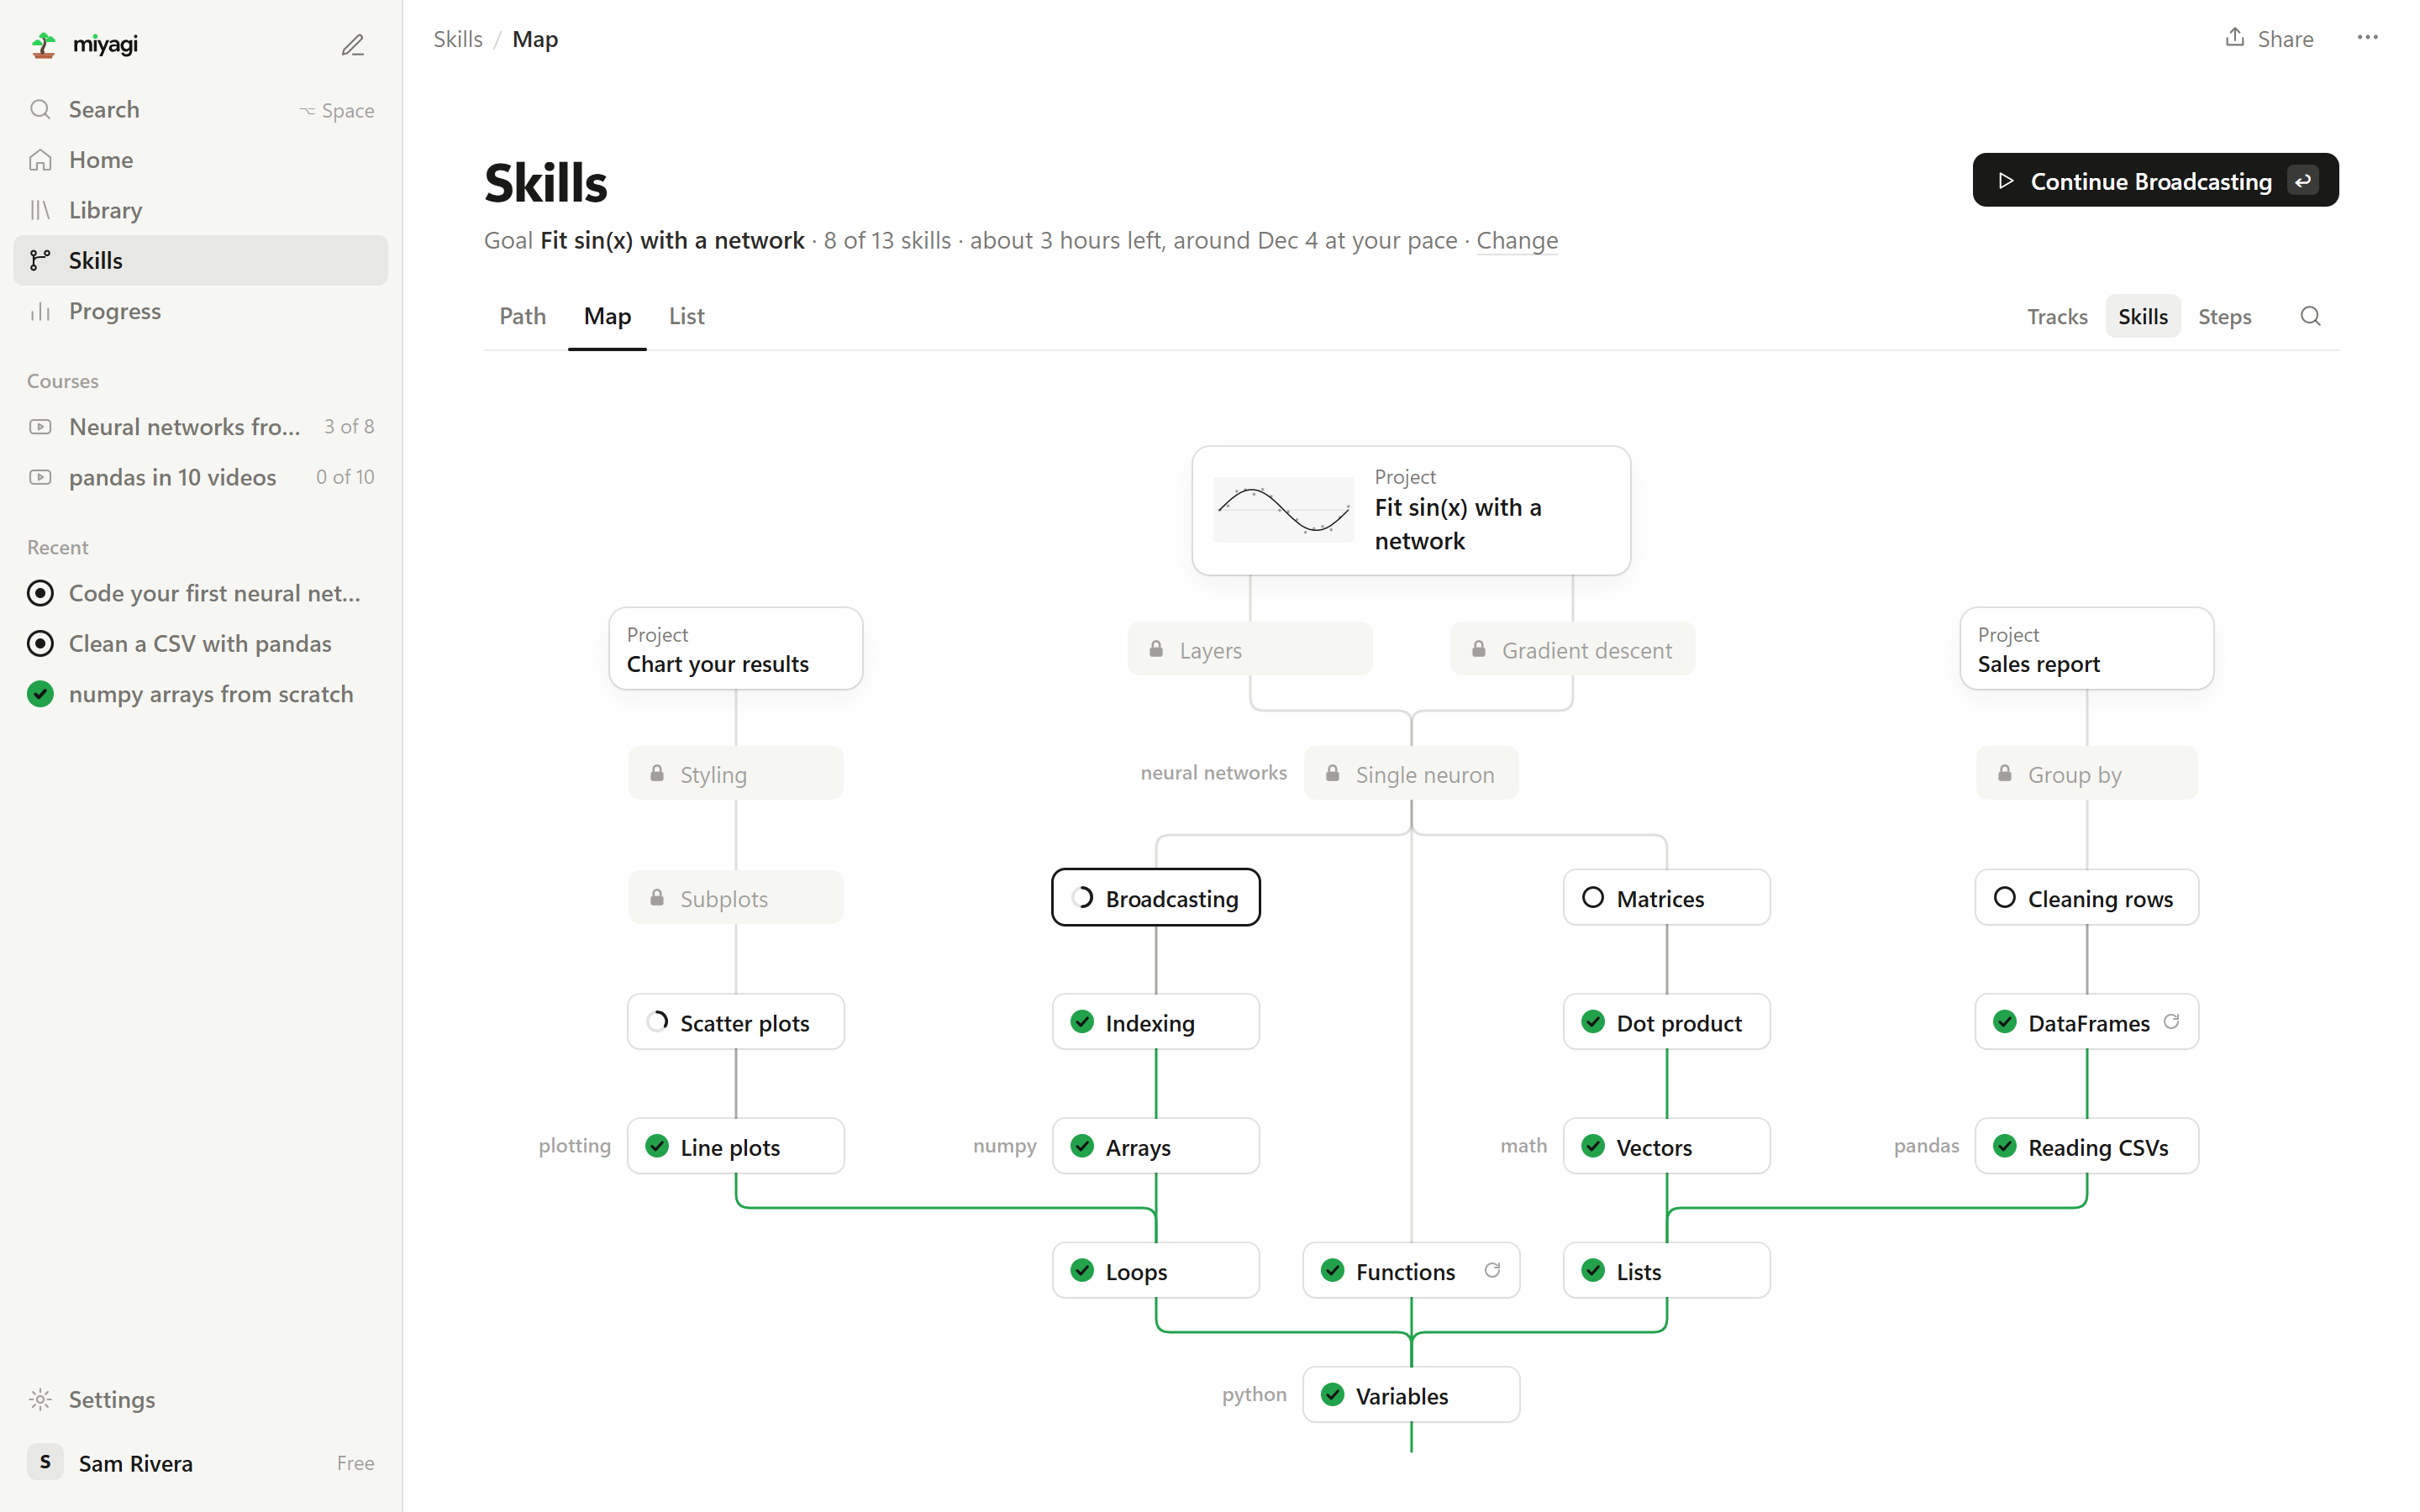 miyagi
Search ⌥ Space
Home
Library
Skills
Progress
Courses
Neural networks fro... 3 of 8
pandas in 10 videos 0 of 10
Recent
Code your first neural net...
Clean a CSV with pandas
numpy arrays from scratch
Settings
S Sam Rivera Free
Skills / Map
Share
Skills
Continue Broadcasting
Goal Fit sin(x) with a network · 8 of 13 skills · about 3 hours left, around Dec 4 at your pace · Change
Path Map List
Tracks Skills Steps
Project
Fit sin(x) with a
network
Project
Chart your results
Layers
Gradient descent
Project
Sales report
Styling
neural networks
Single neuron
Group by
Subplots
Broadcasting
Matrices
Cleaning rows
Scatter plots
Indexing
Dot product
DataFrames
plotting
Line plots
numpy
Arrays
math
Vectors
pandas
Reading CSVs
Loops
Functions
Lists
python
Variables